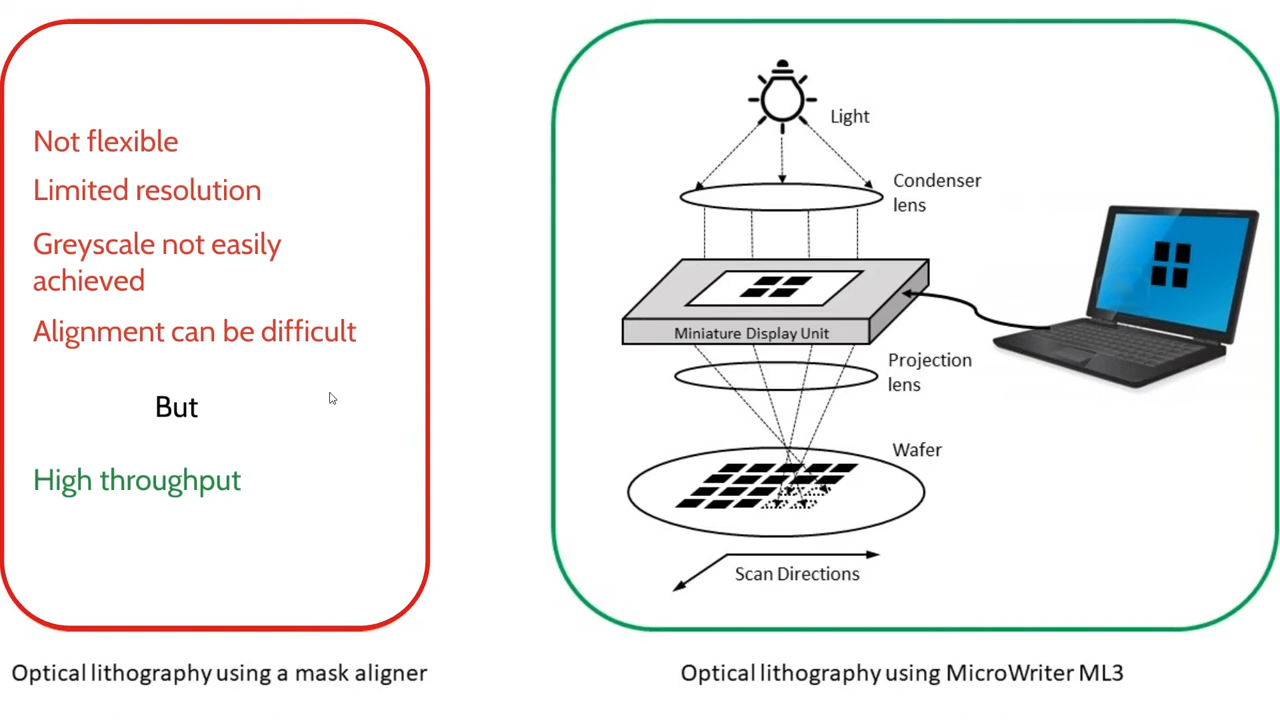 Not flexible
Limited resolution
Greyscale not easily
achieved
Alignment can be difficult
But
High throughput
Optical lithography using a mask aligner
Light
Condenser
lens
Miniature Display Unit
Projection
lens
Wafer
Scan Directions
Optical lithography using MicroWriter ML3